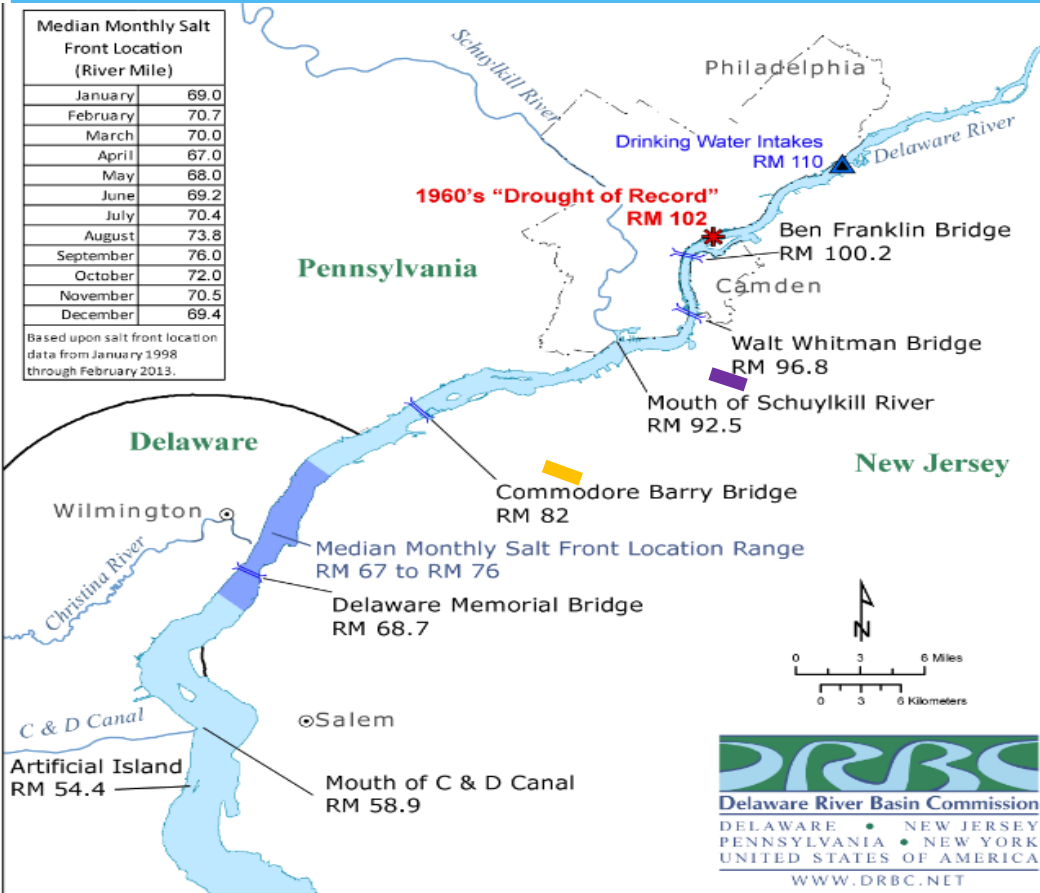 Median Monthly Salt
Front Location
(River Mile)
January 69.0
February 70.7
March 70.0
April 67.0
May 68.0
June 69.2
July 70.4
August 73.8
September 76.0
October 72.0
November 70.5
December 69.4
Based upon salt front location
data from January 1998
through February 2013.
Schuylkill River
Philadelphia
Drinking Water Intakes
RM 110
Delaware River
1960's "Drought of Record"
RM 102
Ben Franklin Bridge
RM 100.2
Pennsylvania
Camden
Walt Whitman Bridge
RM 96.8
Mouth of Schuylkill River
RM 92.5
Delaware
New Jersey
Commodore Barry Bridge
RM 82
Wilmington
Christina River
Median Monthly Salt Front Location Range
RM 67 to RM 76
Delaware Memorial Bridge
RM 68.7
N
0 3 6 Miles
0 3 6 Kilometers
C & D Canal
Salem
Artificial Island
RM 54.4
Mouth of C & D Canal
RM 58.9
DRBC
Delaware River Basin Commission
DELAWARE • NEW JERSEY
PENNSYLVANIA • NEW YORK
UNITED STATES OF AMERICA
WWW.DRBC.NET